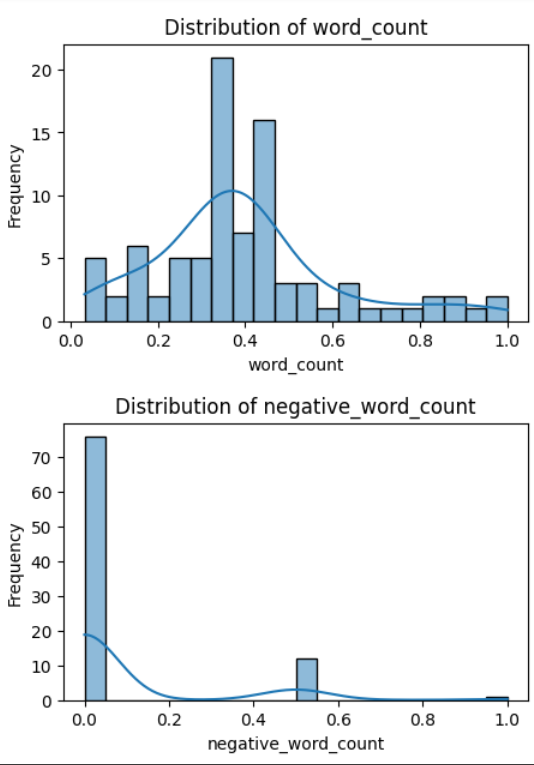 Distribution of word_count
20
15
10
5
0
Frequency
0.0 0.2 0.4 0.6 0.8 1.0
word_count
Distribution of negative_word_count
70
60
50
40
30
20
10
0
Frequency
0.0 0.2 0.4 0.6 0.8 1.0
negative_word_count